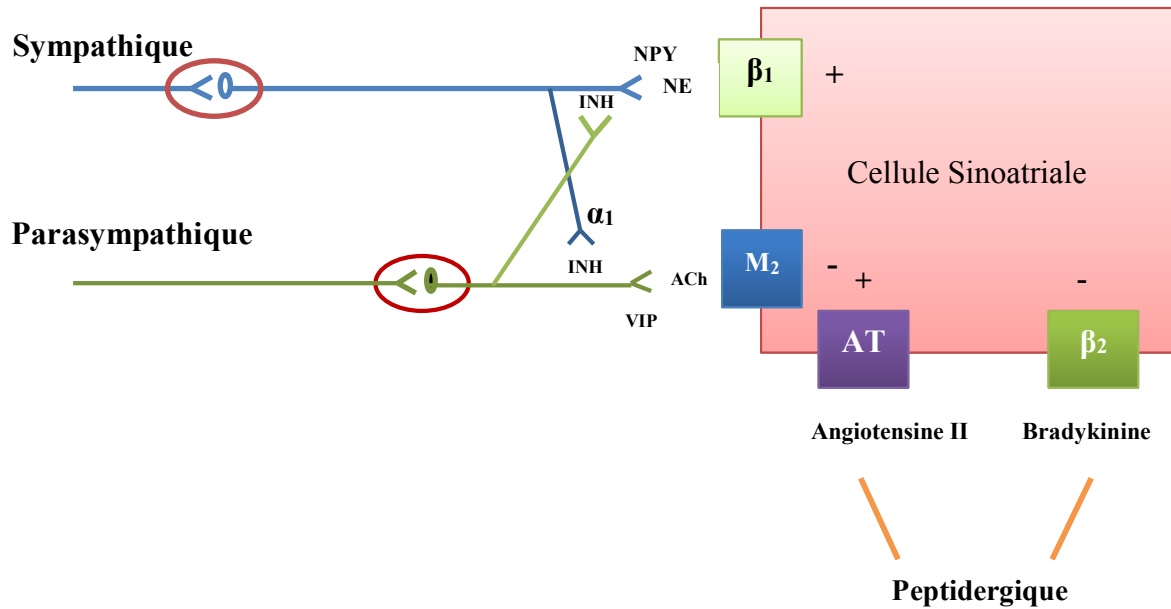 Sympathique
NPY
NE
β1
+
INH
Cellule Sinoatriale
α1
Parasympathique
INH
ACh
M2
-
+
-
VIP
AT
β2
Angiotensine II
Bradykinine
Peptidergique